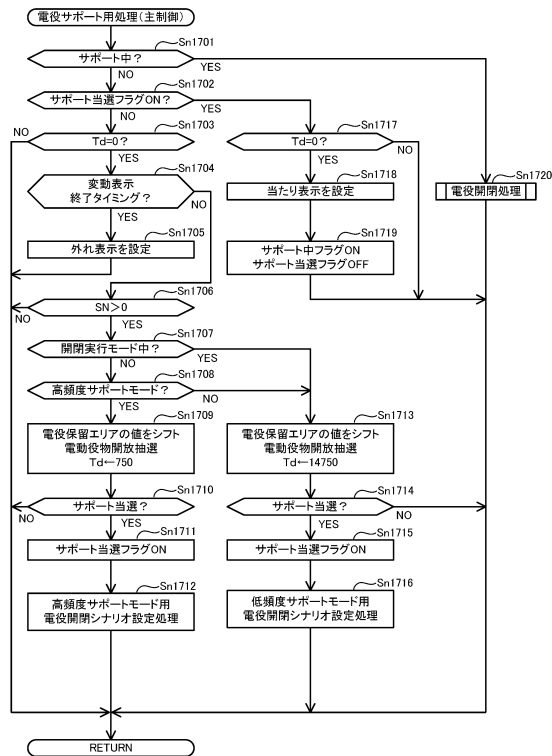 電役サポート用処理(主制御)
Sn1701
サポート中?
NO
YES
Sn1702
サポート当選フラグON?
NO
YES
Sn1703
NO
Td=0?
YES
Sn1717
Td=0?
NO
YES
Sn1704
変動表示
終了タイミング?
NO
YES
Sn1718
当たり表示を設定
Sn1720
電役開閉処理
Sn1705
外れ表示を設定
Sn1719
サポート中フラグON
サポート当選フラグOFF
Sn1706
SN>0
NO
YES
Sn1707
開閉実行モード中?
YES
NO
Sn1708
高頻度サポートモード?
NO
YES
Sn1709
電役保留エリアの値をシフト
電動役物開放抽選
Td←750
Sn1713
電役保留エリアの値をシフト
電動役物開放抽選
Td←14750
Sn1710
サポート当選?
NO
YES
Sn1714
サポート当選?
NO
YES
Sn1711
サポート当選フラグON
Sn1715
サポート当選フラグON
Sn1712
高頻度サポートモード用
電役開閉シナリオ設定処理
Sn1716
低頻度サポートモード用
電役開閉シナリオ設定処理
RETURN